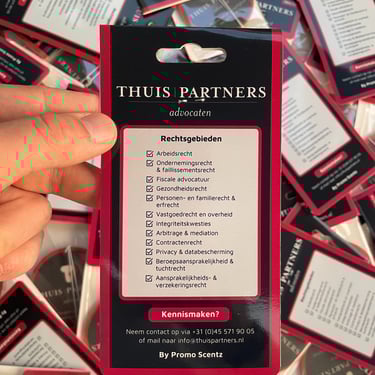 THUIS PARTNERS
advocaten
Rechtsgebieden
Arbeidsrecht
Ondernemingsrecht
& faillissementsrecht
Fiscale advocatuur
Gezondheidsrecht
Personen- en familierecht &
erfrecht
Vastgoedrecht en overheid
integriteitskwesties
Arbitrage & mediation
Contractenrecht
Privacy & databescherming
Beroepsaansprakelijkheid &
tuchtrecht
Aansprakelijkheids- &
verzekeringsrecht
Kennismaken?
Neem contact op via +31 (0)45 571 90 05
of mail naar info@thuispartners.nl
By Promo Scentz